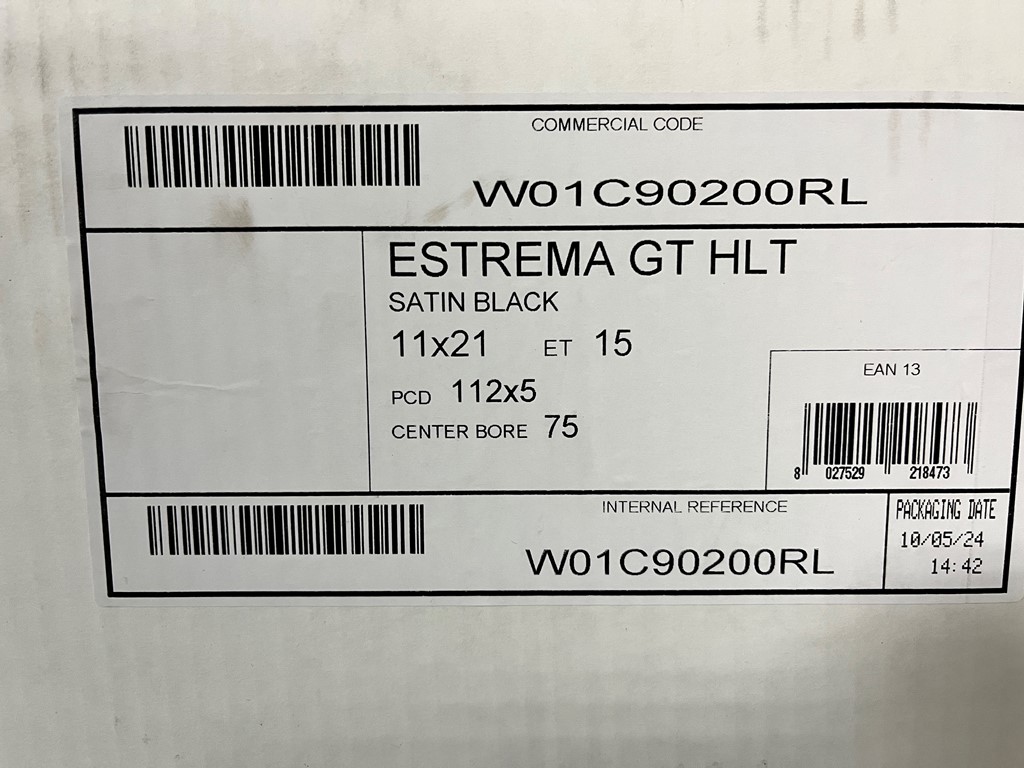 COMMERCIAL CODE
W01C90200RL
ESTREMA GT HLT
SATIN BLACK
11x21 ET 15
PCD 112x5
CENTER BORE 75
EAN 13
8 027529 218473
INTERNAL REFERENCE
W01C90200RL
PACKAGING DATE
10/05/24
14:42